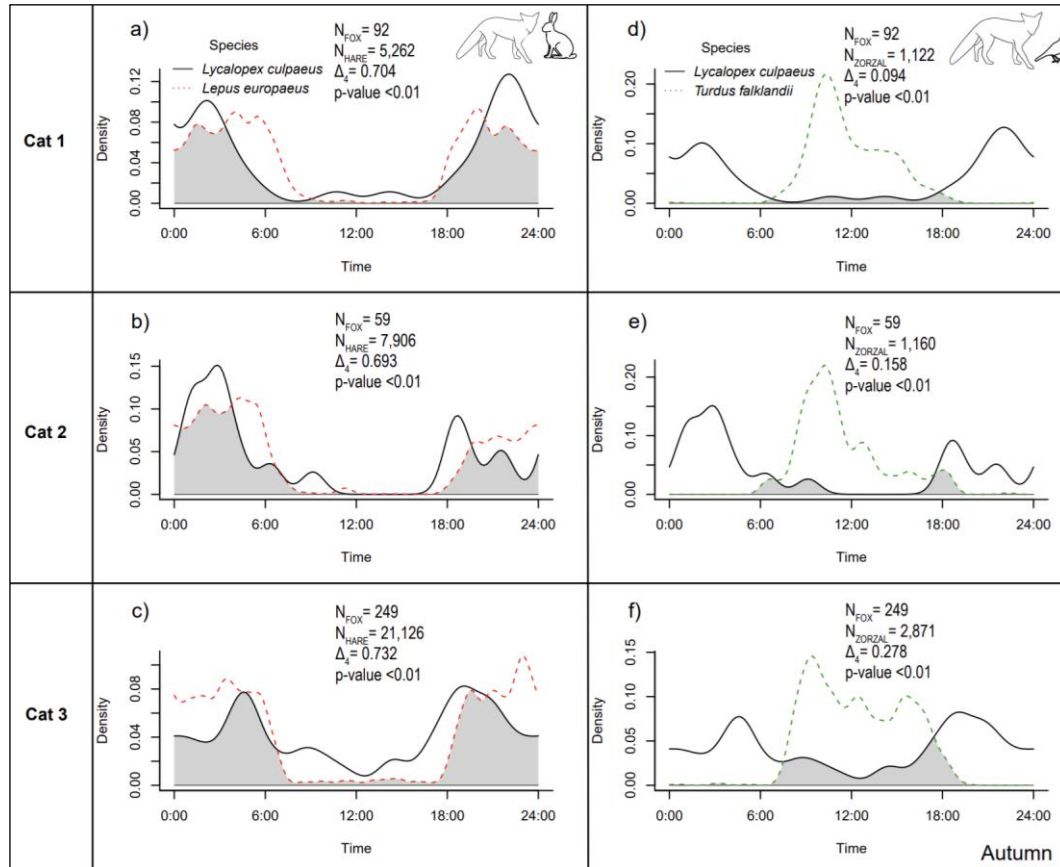 Cat 1
a)
Species
Lycalopex culpaeus
Lepus europaeus
N_FOX = 92
N_HARE = 5,262
Δ_4 = 0.704
p-value <0.01
Density
0.00 0.04 0.08 0.12
0:00 6:00 12:00 18:00 24:00
Time
d)
Species
Lycalopex culpaeus
Turdus falklandii
N_FOX = 92
N_ZORZAL = 1,122
Δ_4 = 0.094
p-value <0.01
Density
0.00 0.10 0.20
0:00 6:00 12:00 18:00 24:00
Time
Cat 2
b)
N_FOX = 59
N_HARE = 7,906
Δ_4 = 0.693
p-value <0.01
Density
0.00 0.05 0.10 0.15
0:00 6:00 12:00 18:00 24:00
Time
e)
N_FOX = 59
N_ZORZAL = 1,160
Δ_4 = 0.158
p-value <0.01
Density
0.00 0.10 0.20
0:00 6:00 12:00 18:00 24:00
Time
Cat 3
c)
N_FOX = 249
N_HARE = 21,126
Δ_4 = 0.732
p-value <0.01
Density
0.00 0.04 0.08
0:00 6:00 12:00 18:00 24:00
Time
f)
N_FOX = 249
N_ZORZAL = 2,871
Δ_4 = 0.278
p-value <0.01
Density
0.00 0.05 0.10 0.15
0:00 6:00 12:00 18:00 24:00
Time
Autumn